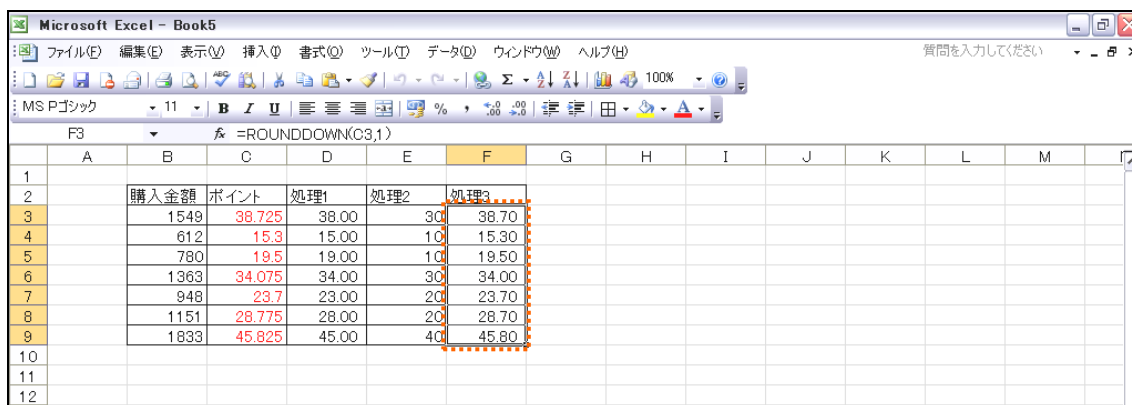 Microsoft Excel - Book5
ファイル(F) 編集(E) 表示(V) 挿入(I) 書式(O) ツール(T) データ(D) ウィンドウ(W) ヘルプ(H) 質問を入力してください
100%
MS Pゴシック 11 B I U
F3 fx =ROUNDDOWN(C3,1)
A B C D E F G H I J K L M
1
2 購入金額 ポイント 処理1 処理2 処理3
3 1549 38.725 38.00 30 38.70
4 612 15.3 15.00 10 15.30
5 780 19.5 19.00 10 19.50
6 1363 34.075 34.00 30 34.00
7 948 23.7 23.00 20 23.70
8 1151 28.775 28.00 20 28.70
9 1833 45.825 45.00 40 45.80
10
11
12